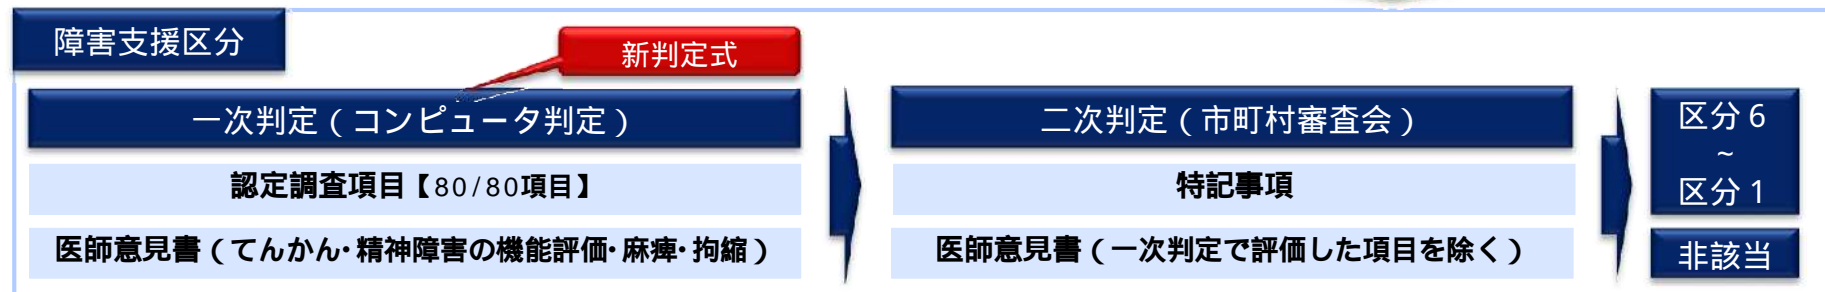 障害支援区分
新判定式
一次判定(コンピュータ判定)
認定調査項目【80/80項目】
医師意見書(てんかん・精神障害の機能評価・麻痺・拘縮)
二次判定(市町村審査会)
特記事項
医師意見書(一次判定で評価した項目を除く)
区分6
~
区分1
非該当